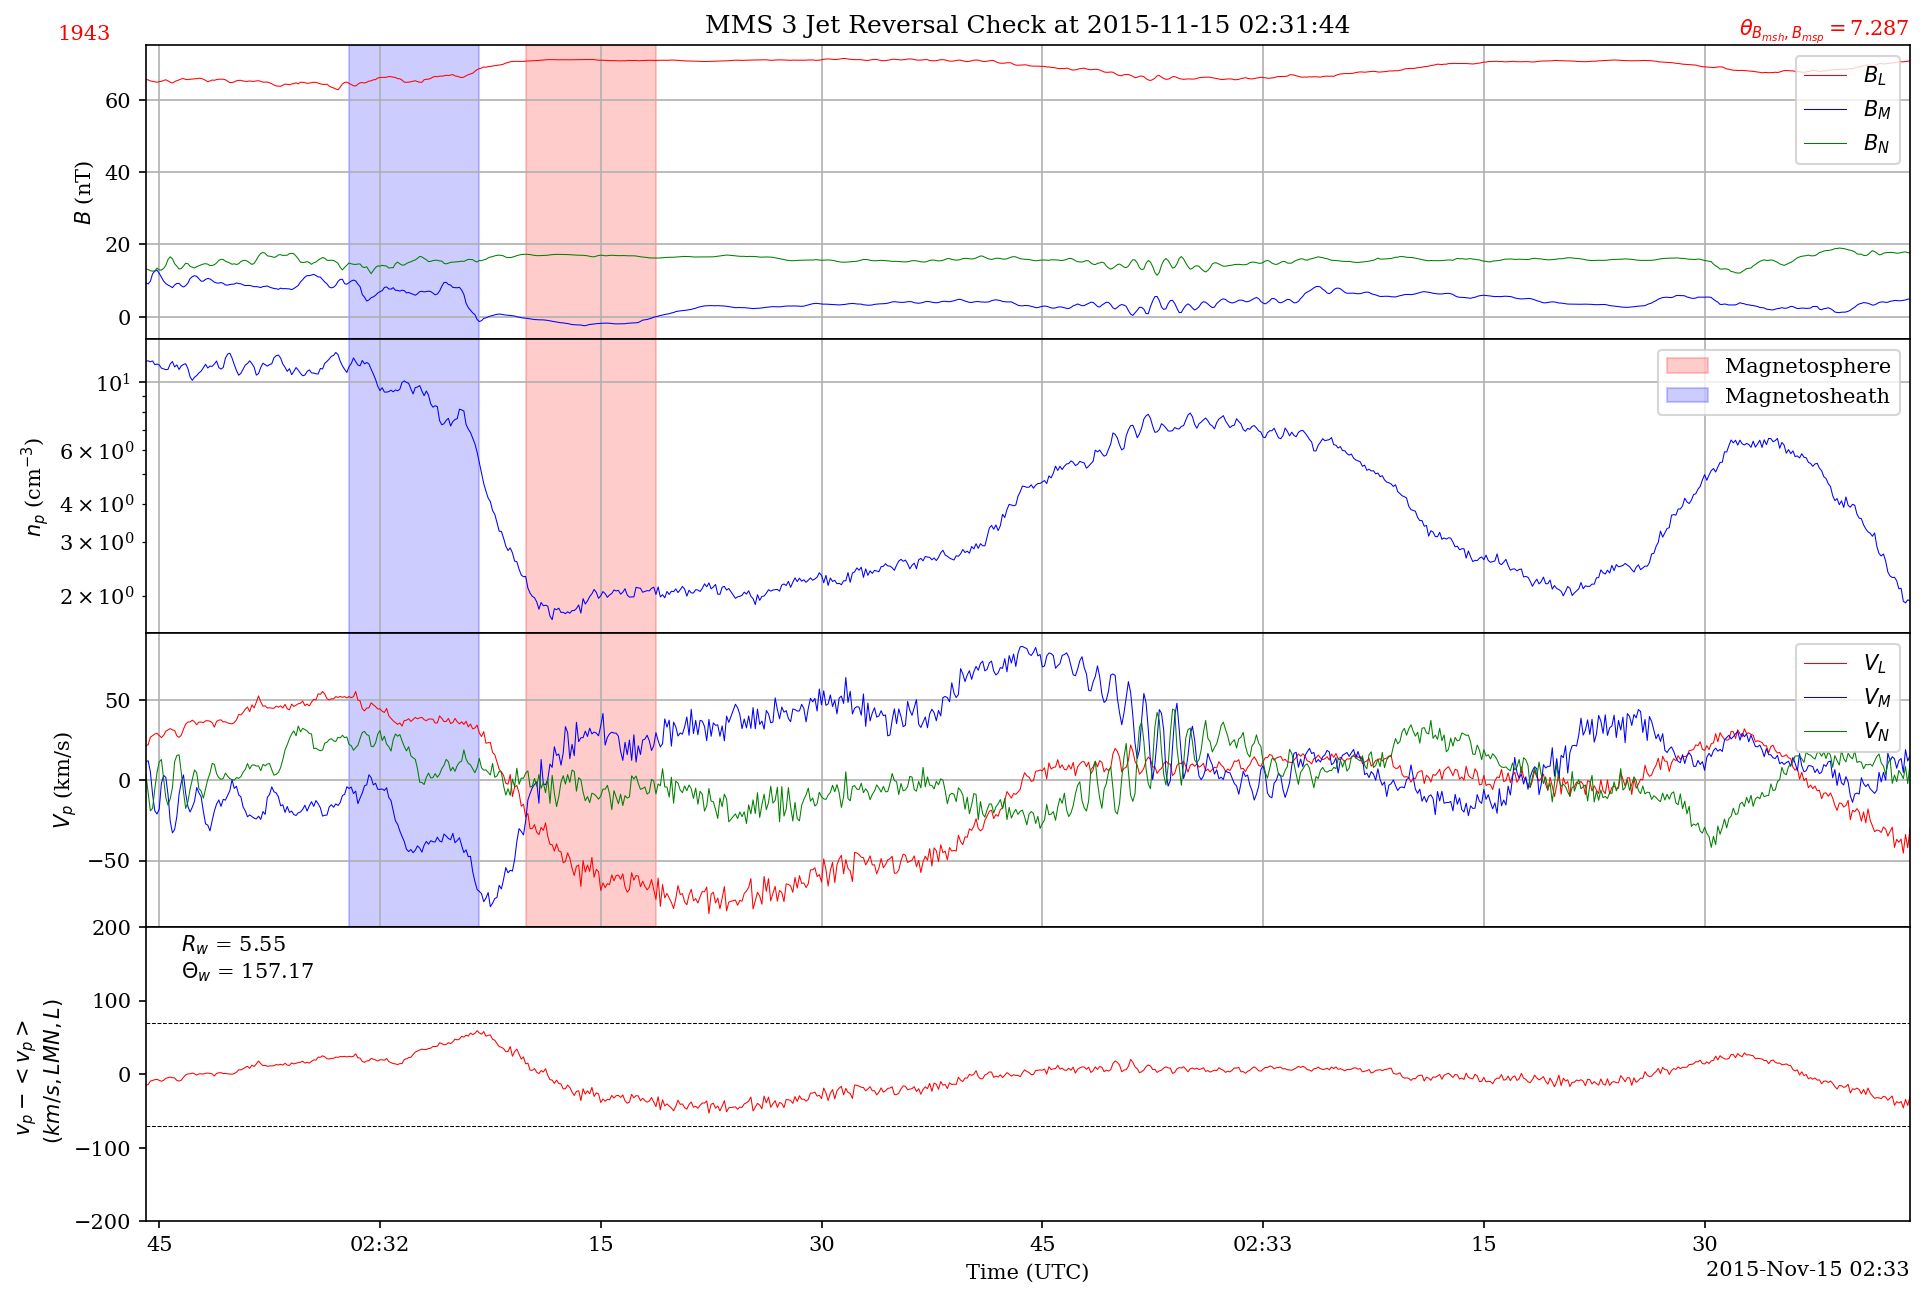 1943
MMS 3 Jet Reversal Check at 2015-11-15 02:31:44
θ_{B_{msh}, B_{msp}} = 7.287
B (nT)
60
40
20
0
B_L
B_M
B_N
n_p (cm^{-3})
10^1
6 × 10^0
4 × 10^0
3 × 10^0
2 × 10^0
Magnetosphere
Magnetosheath
V_p (km/s)
50
0
−50
V_L
V_M
V_N
v_p − < v_p >
(km/s, LMN, L)
200
100
0
−100
−200
R_w = 5.55
Θ_w = 157.17
45 02:32 15 30 45 02:33 15 30
Time (UTC)
2015-Nov-15 02:33